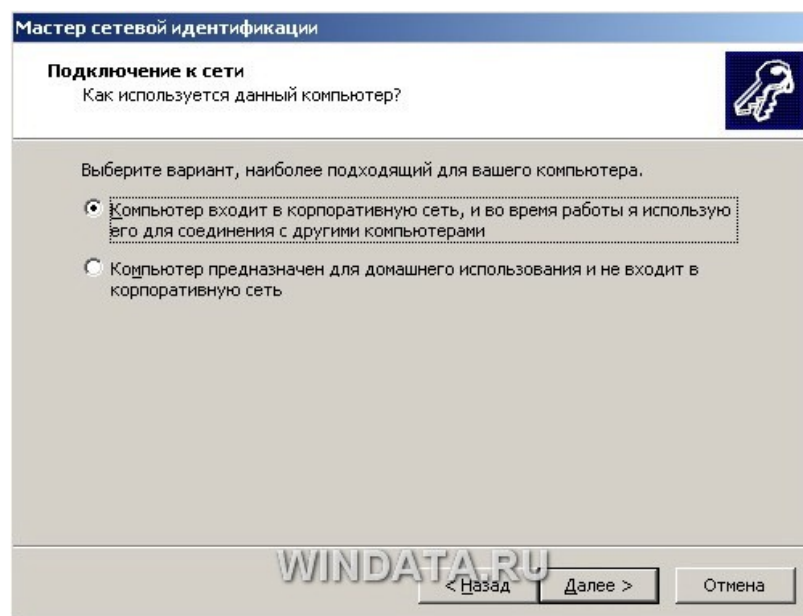 Мастер сетевой идентификации
Подключение к сети
Как используется данный компьютер?
Выберите вариант, наиболее подходящий для вашего компьютера.
Компьютер входит в корпоративную сеть, и во время работы я использую
его для соединения с другими компьютерами
Компьютер предназначен для домашнего использования и не входит в
корпоративную сеть
WINDATA.RU
< Назад Далее > Отмена